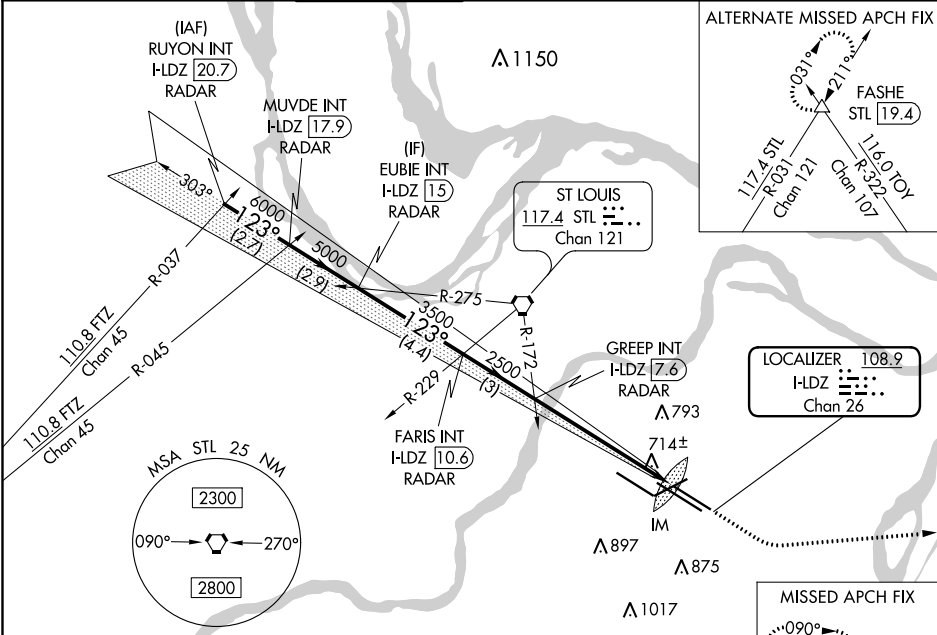 (IAF)
RUYON INT
I-LDZ 20.7
RADAR
MUVDE INT
I-LDZ 17.9
RADAR
(IF)
EUBIE INT
I-LDZ 15
RADAR
1150
ALTERNATE MISSED APCH FIX
031°
211°
FASHE
STL 19.4
117.4 STL
R-031
Chan 121
116.0 TOY
R-322
Chan 107
ST LOUIS
117.4 STL
Chan 121
303°
6000
123°
(2.7)
5000
(2.9)
R-275
3500
123°
(4.4)
2500
(3)
R-172
R-229
R-037
110.8 FTZ
Chan 45
R-045
110.8 FTZ
Chan 45
GREEP INT
I-LDZ 7.6
RADAR
LOCALIZER 108.9
I-LDZ
Chan 26
793
714±
FARIS INT
I-LDZ 10.6
RADAR
IM
897
875
1017
MSA STL 25 NM
2300
090°
270°
2800
MISSED APCH FIX
090°